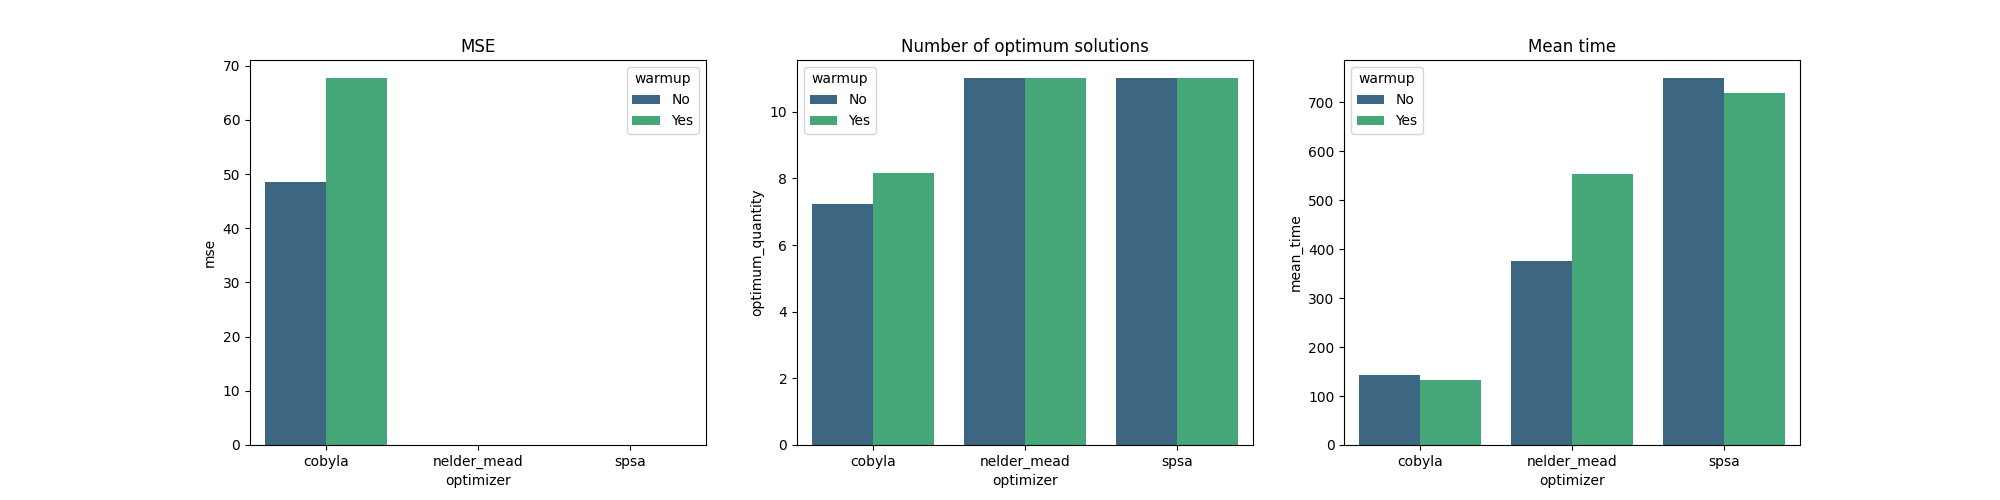 MSE
70
60
50
40
30
20
10
0
mse
warmup
No
Yes
cobyla
nelder_mead
spsa
optimizer
Number of optimum solutions
10
8
6
4
2
0
optimum_quantity
warmup
No
Yes
cobyla
nelder_mead
spsa
optimizer
Mean time
700
600
500
400
300
200
100
0
mean_time
warmup
No
Yes
cobyla
nelder_mead
spsa
optimizer